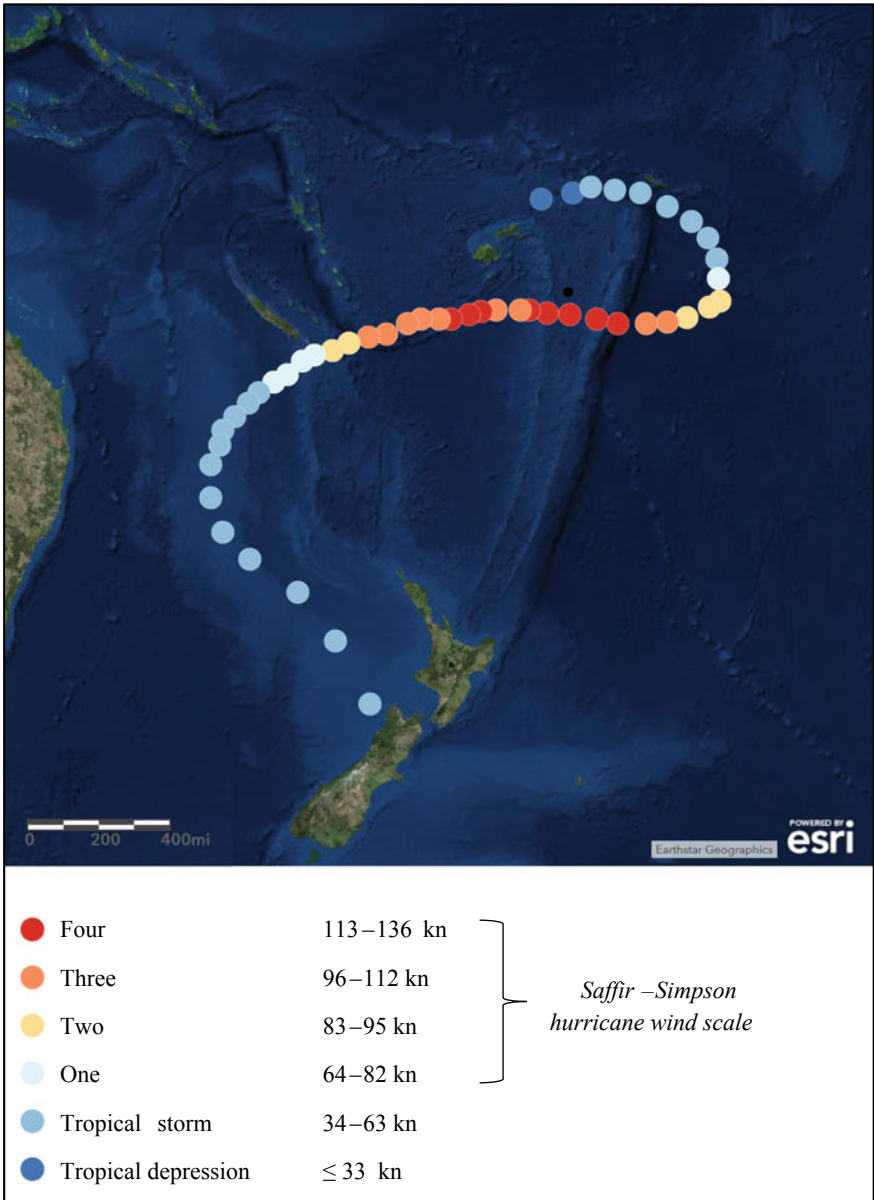 0 200 400mi
Earthstar Geographics
POWERED BY
esri
Four 113–136 kn
Three 96–112 kn
Saffir –Simpson
hurricane wind scale
Two 83–95 kn
One 64–82 kn
Tropical storm 34–63 kn
Tropical depression ≤ 33 kn